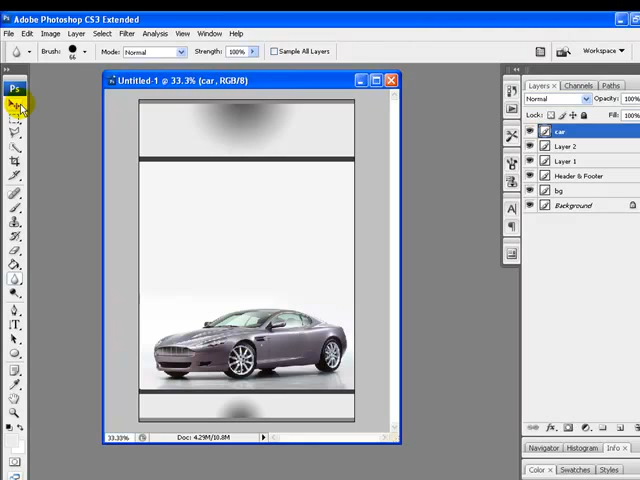 Adobe Photoshop CS3 Extended
File Edit Image Layer Select Filter Analysis View Window Help
Brush: 66 Mode: Normal Strength: 100% Sample All Layers Workspace
Ps
Untitled-1 @ 33.3% (car, RGB/8)
Layers x Channels Paths
Normal Opacity: 100%
Lock: Fill: 100%
car
Layer 2
Layer 1
Header & Footer
bg
Background
33.33% Doc: 4.29M/10.8M
Navigator Histogram Info x
Color x Swatches Styles